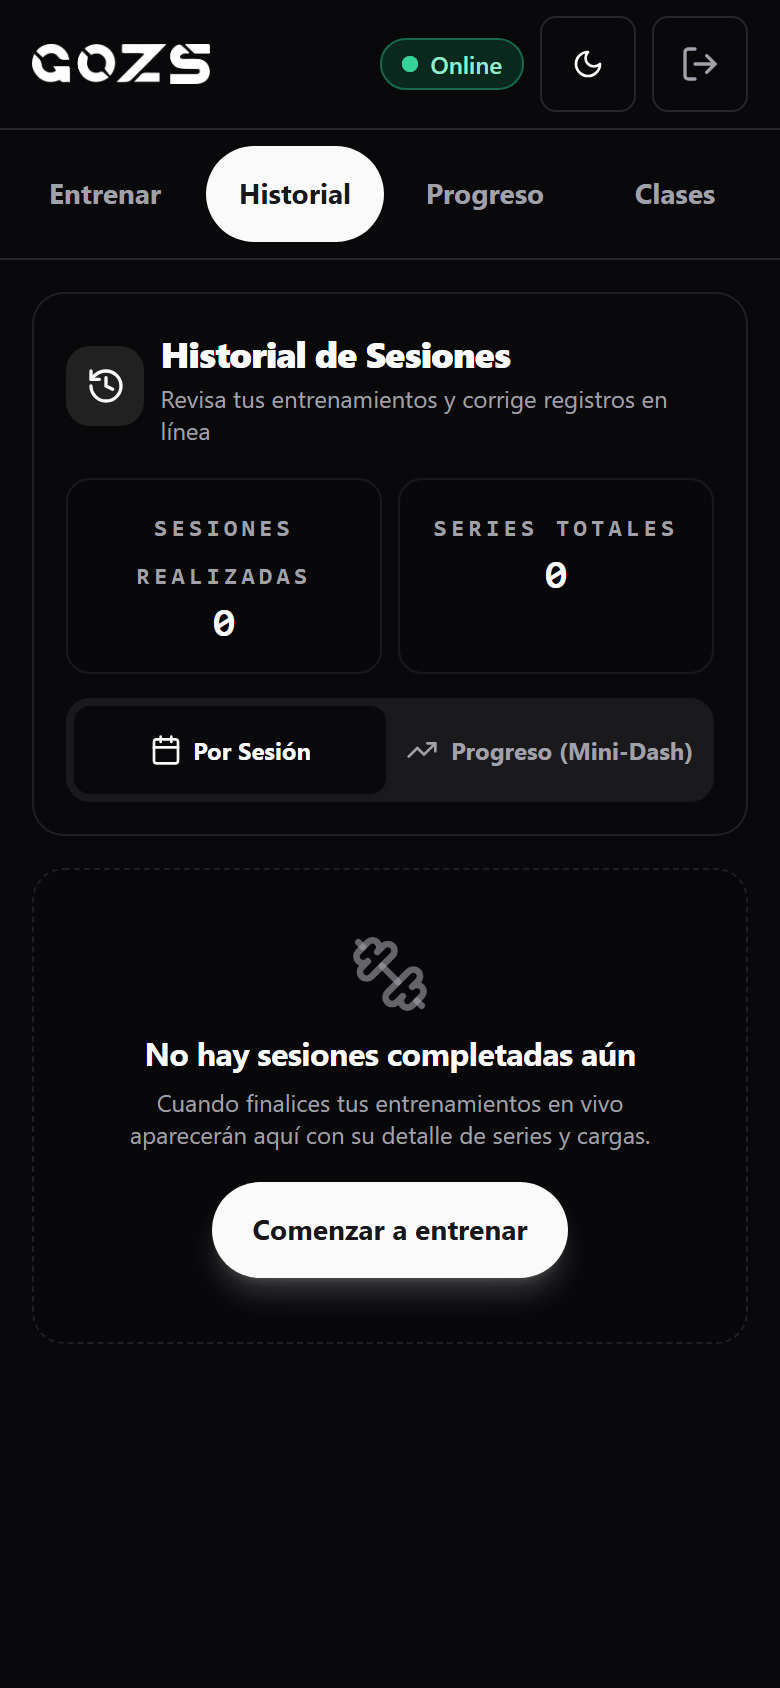 GOZS
Online
Entrenar
Historial
Progreso
Clases
Historial de Sesiones
Revisa tus entrenamientos y corrige registros en
línea
SESIONES
REALIZADAS
0
SERIES TOTALES
0
Por Sesión
Progreso (Mini-Dash)
No hay sesiones completadas aún
Cuando finalices tus entrenamientos en vivo
aparecerán aquí con su detalle de series y cargas.
Comenzar a entrenar